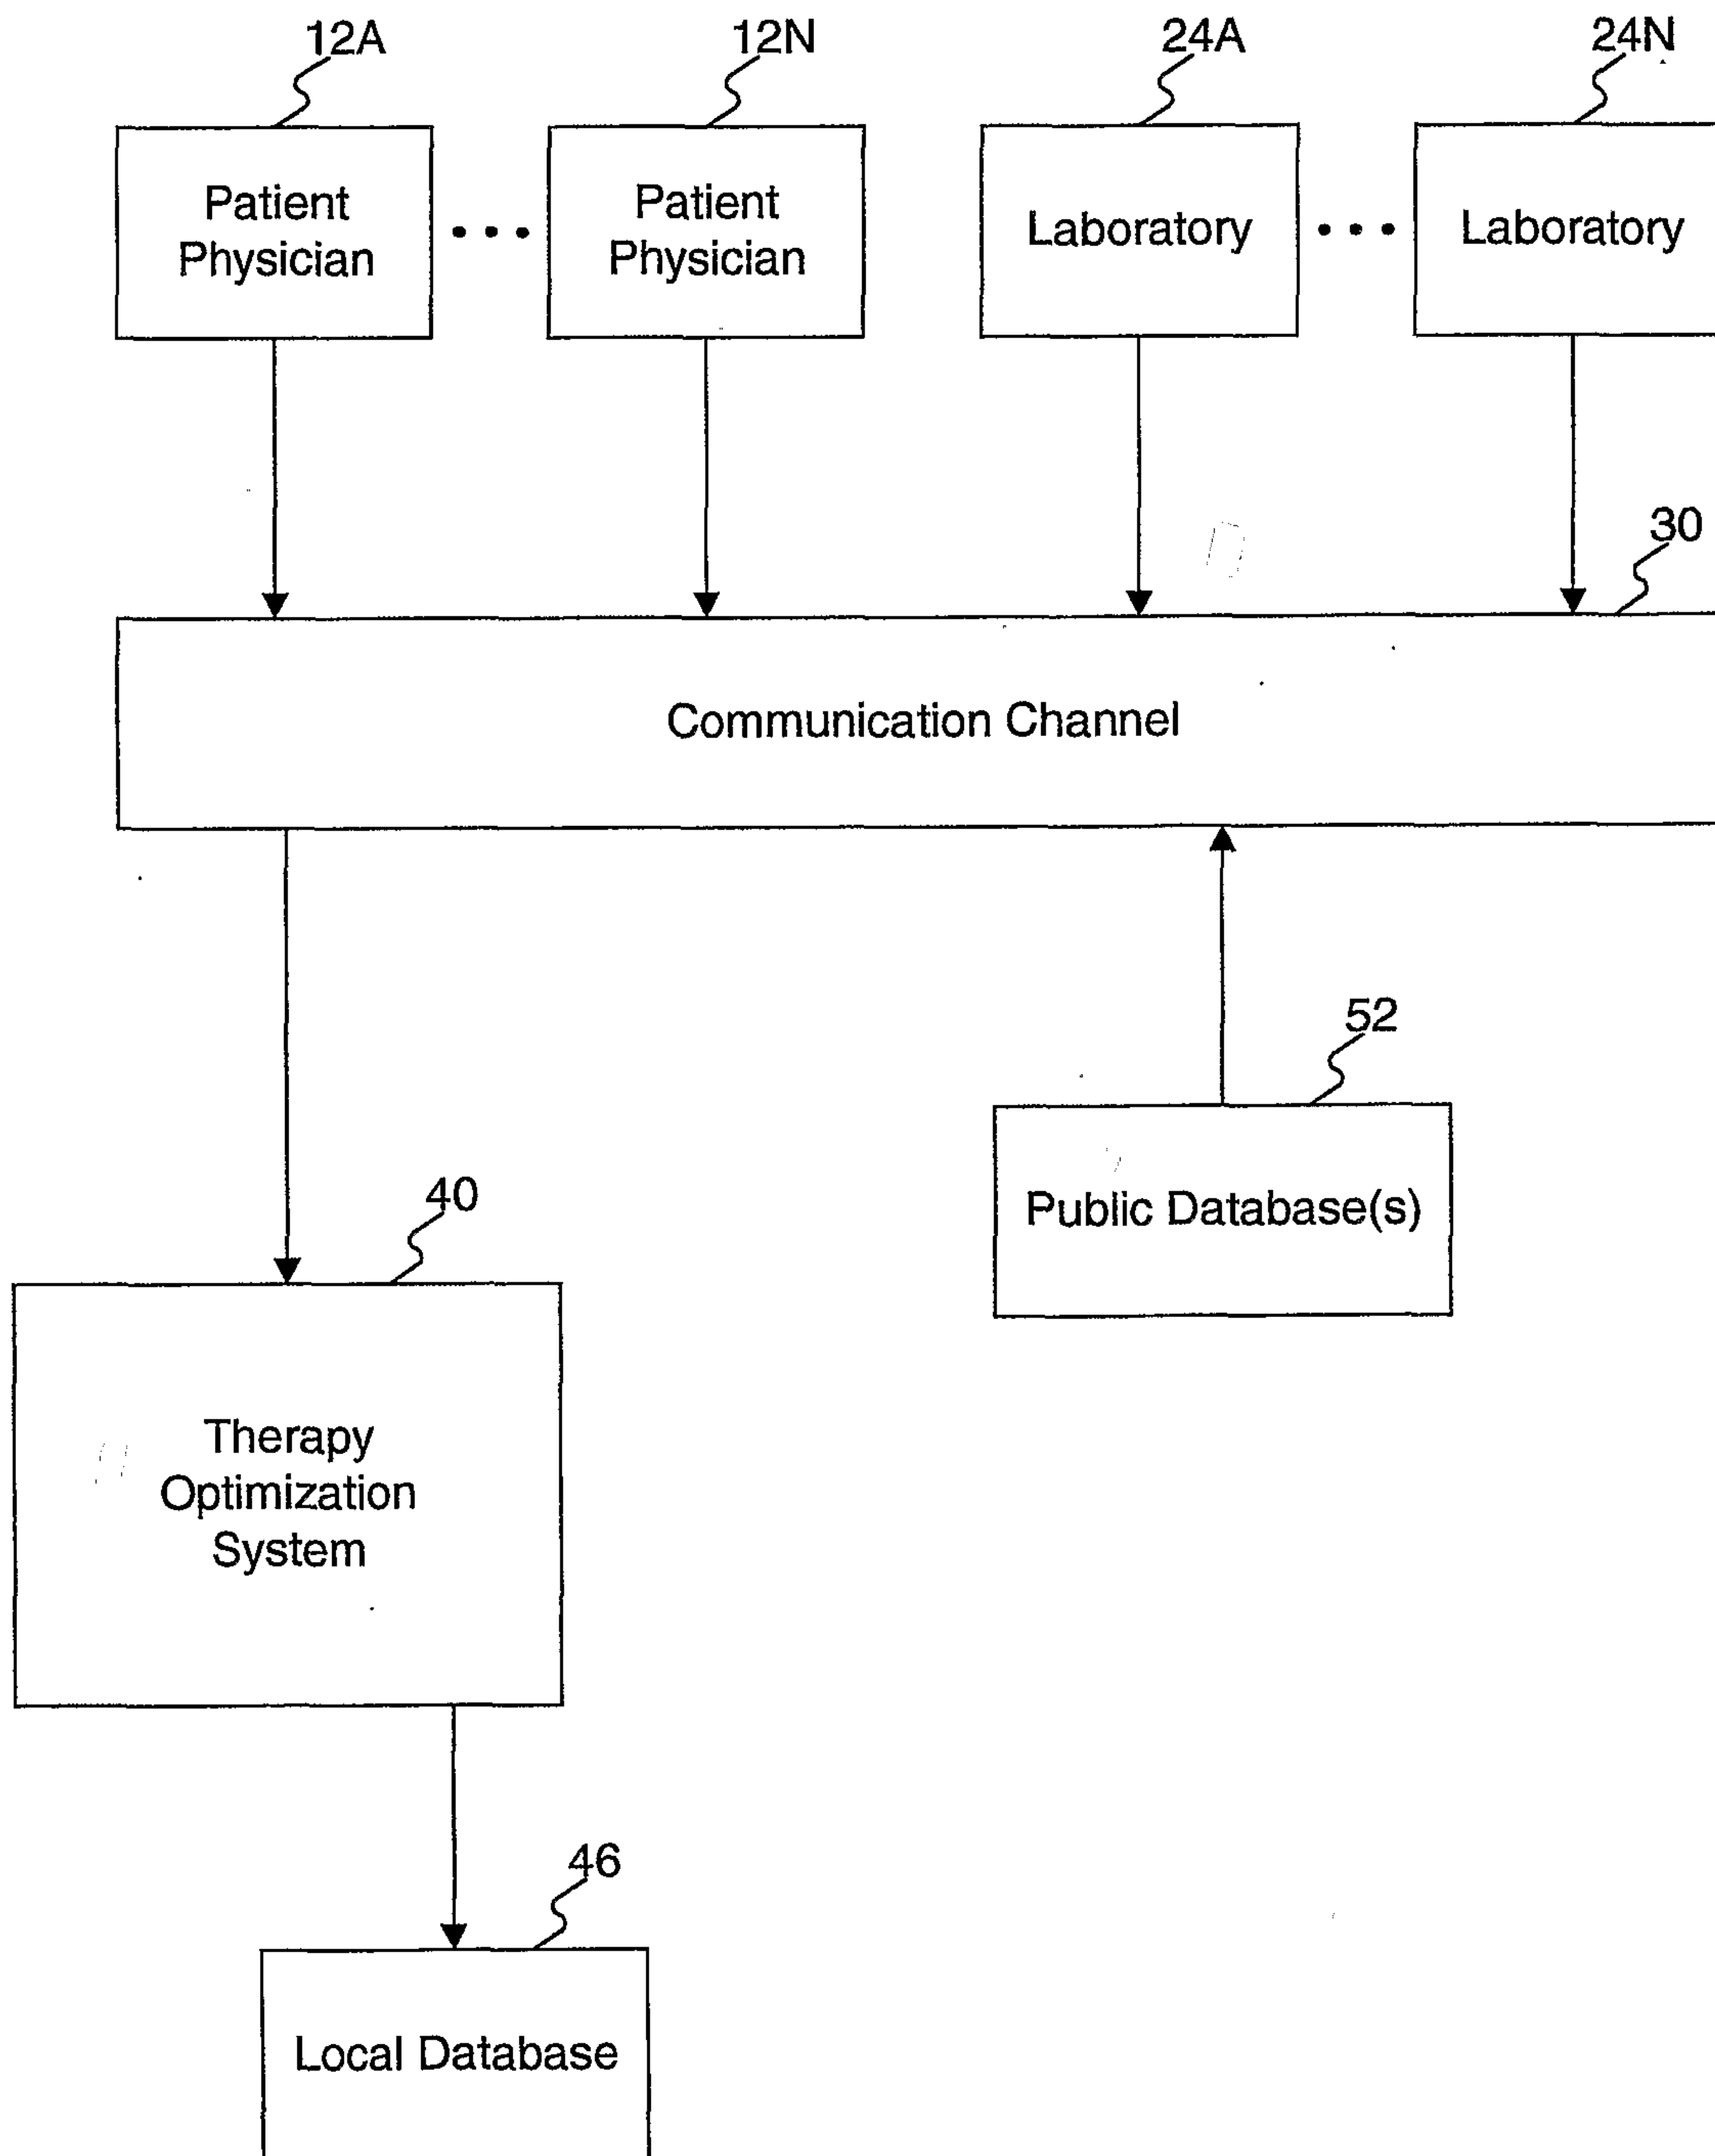 12A
12N
24A
24N
Patient
Physician
Patient
Physician
Laboratory
Laboratory
30
Communication Channel
52
Public Database(s)
40
Therapy
Optimization
System
46
Local Database